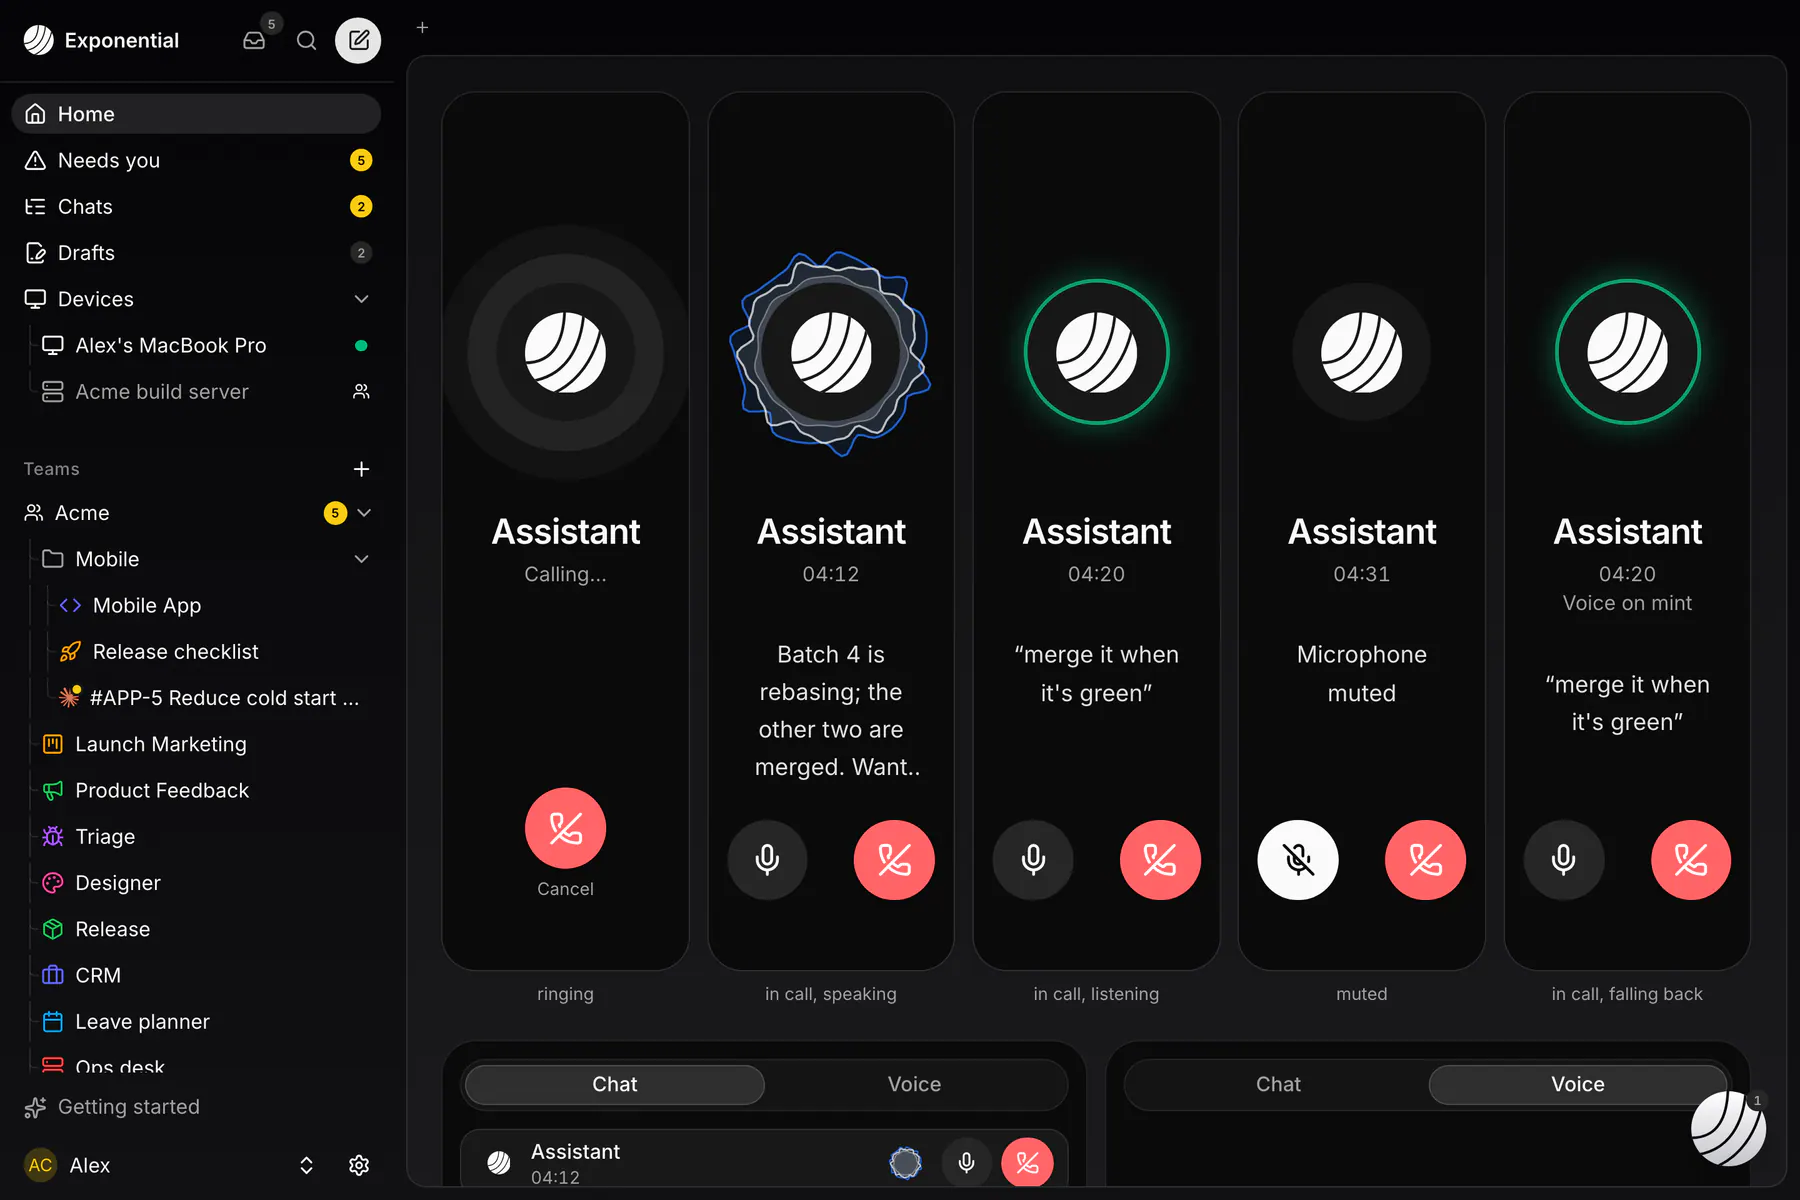 Exponential
5
Home
Needs you
5
Chats
2
Drafts
2
Devices
Alex's MacBook Pro
Acme build server
Teams
Acme
5
Mobile
Mobile App
Release checklist
#APP-5 Reduce cold start ...
Launch Marketing
Product Feedback
Triage
Designer
Release
CRM
Leave planner
Ops desk
Getting started
AC
Alex
Assistant
Calling...
Cancel
ringing
Assistant
04:12
Batch 4 is
rebasing; the
other two are
merged. Want..
in call, speaking
Assistant
04:20
“merge it when
it's green”
in call, listening
Assistant
04:31
Microphone
muted
muted
Assistant
04:20
Voice on mint
“merge it when
it's green”
in call, falling back
Chat
Voice
Assistant
04:12
Chat
Voice
1